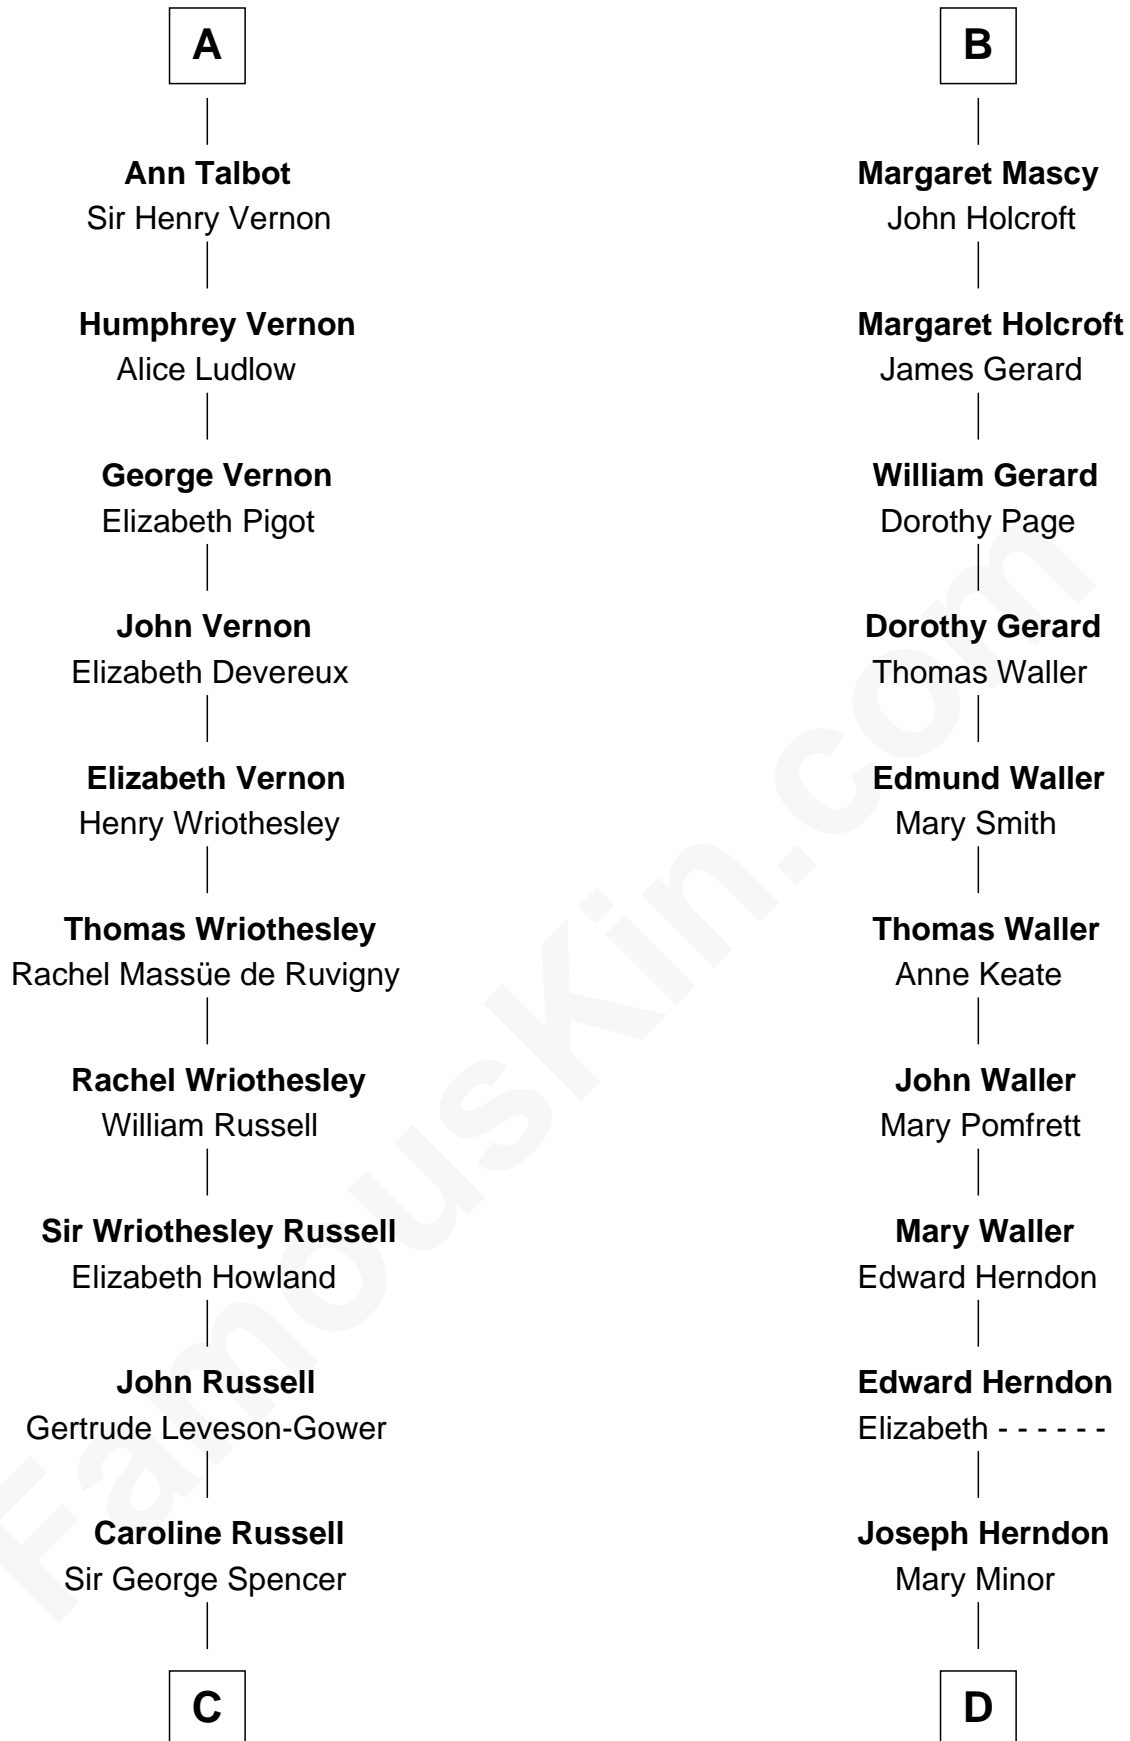 A
Ann Talbot
Sir Henry Vernon
Humphrey Vernon
Alice Ludlow
George Vernon
Elizabeth Pigot
John Vernon
Elizabeth Devereux
Elizabeth Vernon
Henry Wriothesley
Thomas Wriothesley
Rachel Massüe de Ruvigny
Rachel Wriothesley
William Russell
Sir Wriothesley Russell
Elizabeth Howland
John Russell
Gertrude Leveson-Gower
Caroline Russell
Sir George Spencer
C
B
Margaret Mascy
John Holcroft
Margaret Holcroft
James Gerard
William Gerard
Dorothy Page
Dorothy Gerard
Thomas Waller
Edmund Waller
Mary Smith
Thomas Waller
Anne Keate
John Waller
Mary Pomfrett
Mary Waller
Edward Herndon
Edward Herndon
Elizabeth - - - - - -
Joseph Herndon
Mary Minor
D
FamousKin.com